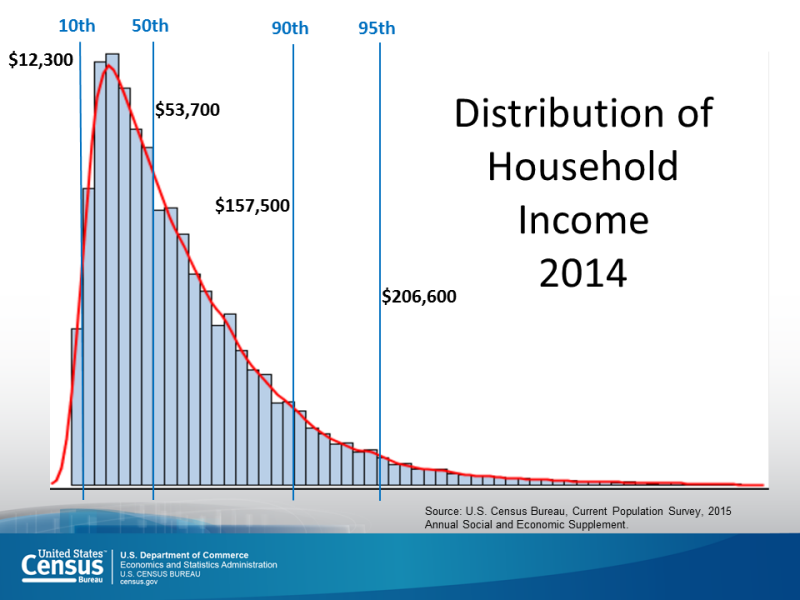 10th
50th
90th
95th
$12,300
$53,700
$157,500
$206,600
Distribution of
Household
Income
2014
Source: U.S. Census Bureau, Current Population Survey, 2015
Annual Social and Economic Supplement.
United States™
Census
Bureau
U.S. Department of Commerce
Economics and Statistics Administration
U.S. CENSUS BUREAU
census.gov